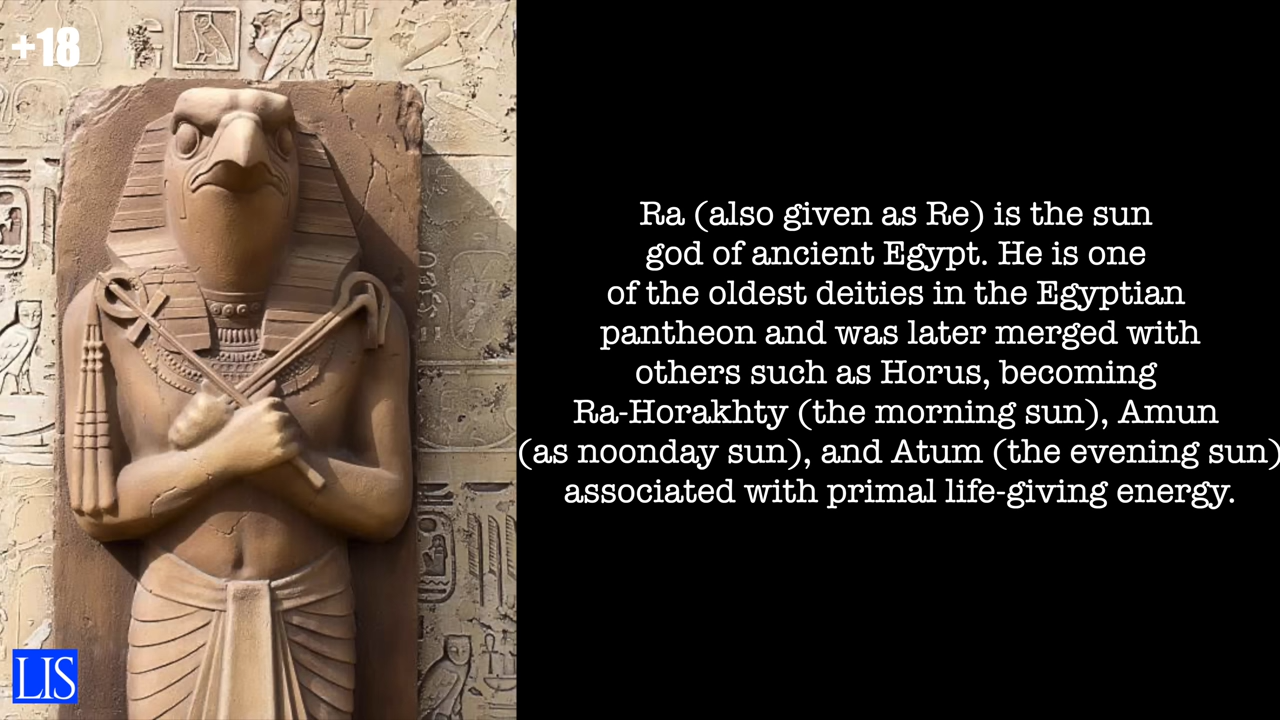 +18
Ra (also given as Re) is the sun
god of ancient Egypt. He is one
of the oldest deities in the Egyptian
pantheon and was later merged with
others such as Horus, becoming
Ra-Horakhty (the morning sun), Amun
(as noonday sun), and Atum (the evening sun)
associated with primal life-giving energy.
LIS